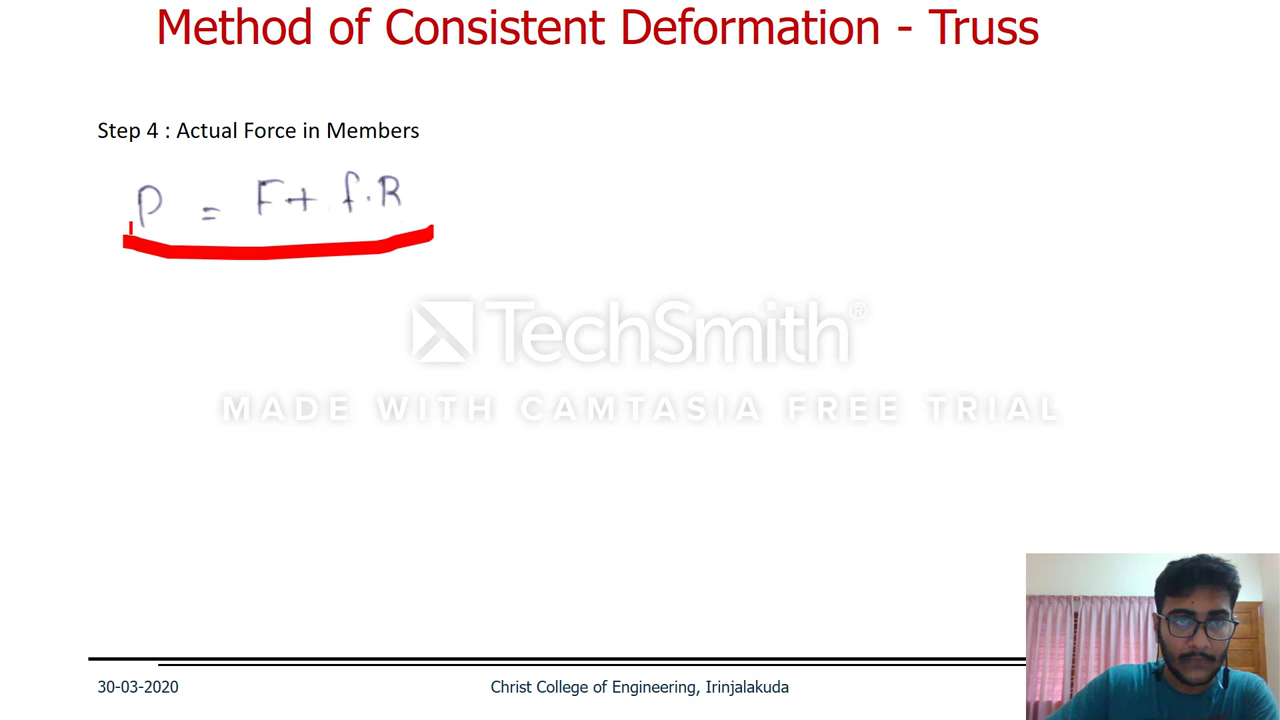 Method of Consistent Deformation - Truss
Step 4 : Actual Force in Members
P = F+ f.R
TechSmith®
MADE WITH CAMTASIA FREE TRIAL
30-03-2020
Christ College of Engineering, Irinjalakuda